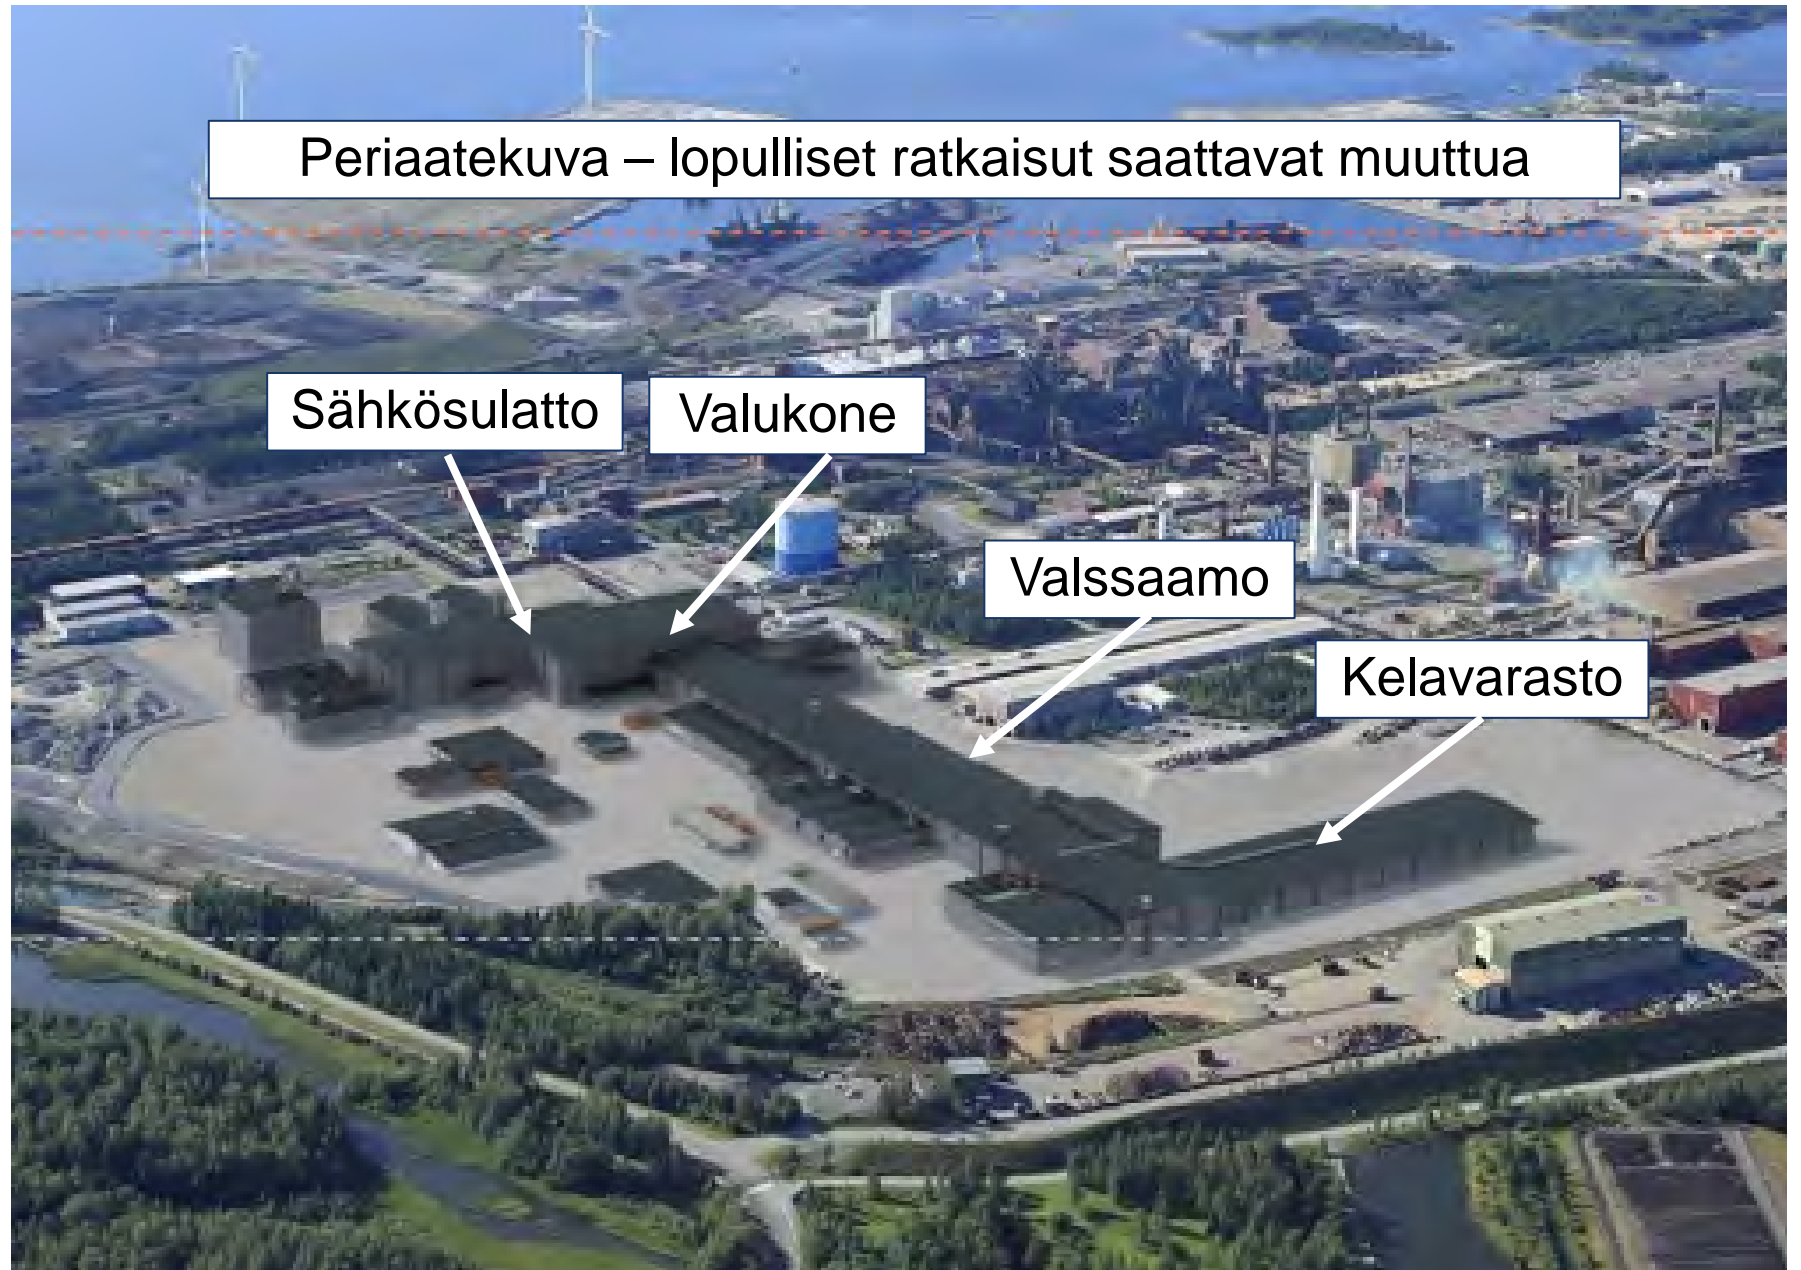 Periaatekuva – lopulliset ratkaisut saattavat muuttua
Sähkösulatto
Valukone
Valssaamo
Kelavarasto